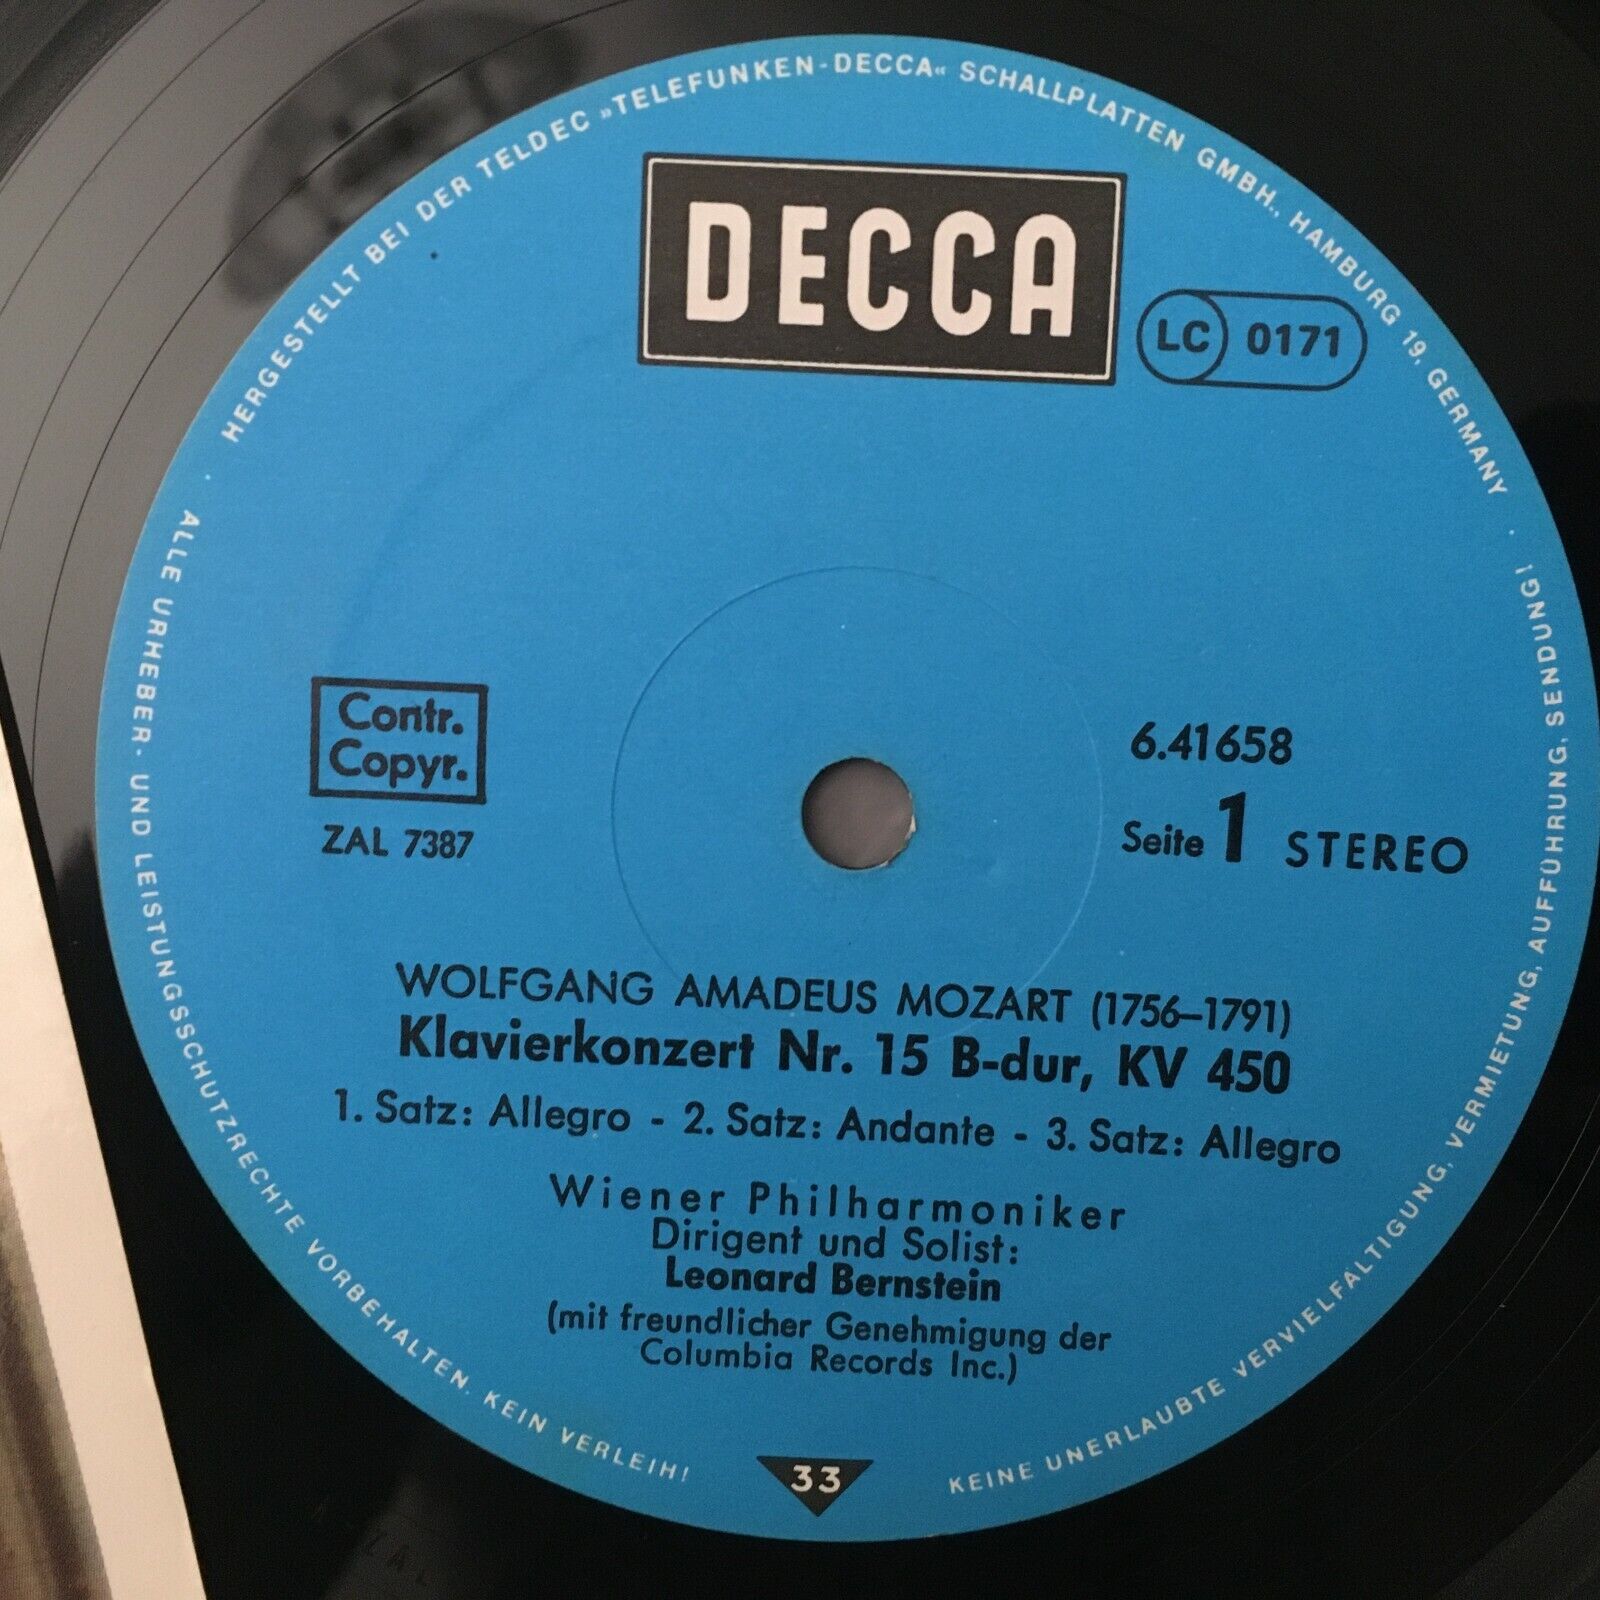 HERGESTELLT BEI DER TELDEC »TELEFUNKEN-DECCA« SCHALLPLATTEN GMBH., HAMBURG 19, GERMANY ·
DECCA
LC 0171
Contr.
Copyr.
ZAL 7387
6.41658
Seite 1 STEREO
WOLFGANG AMADEUS MOZART (1756–1791)
Klavierkonzert Nr. 15 B-dur, KV 450
1. Satz: Allegro - 2. Satz: Andante - 3. Satz: Allegro
Wiener Philharmoniker
Dirigent und Solist:
Leonard Bernstein
(mit freundlicher Genehmigung der
Columbia Records Inc.)
33
ALLE URHEBER- UND LEISTUNGSSCHUTZRECHTE VORBEHALTEN. KEIN VERLEIH!
KEINE UNERLAUBTE VERVIELFÄLTIGUNG, VERMIETUNG, AUFFÜHRUNG, SENDUNG!
ZAL